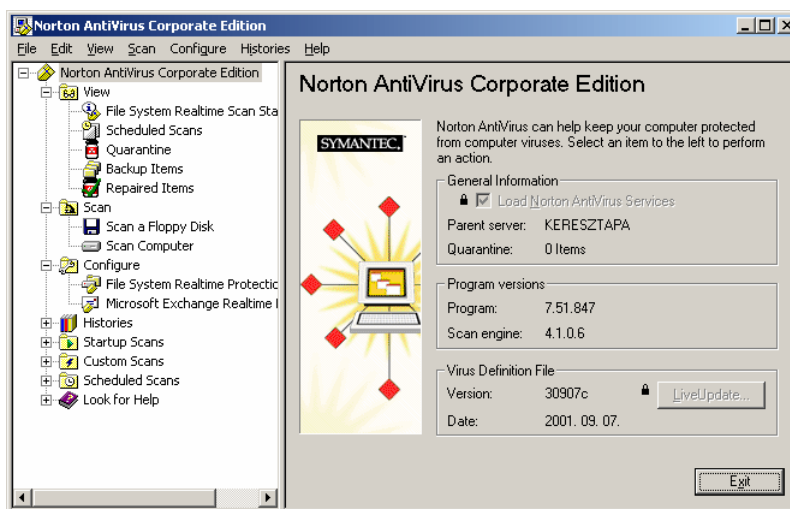 Norton AntiVirus Corporate Edition
File Edit View Scan Configure Histories Help
Norton AntiVirus Corporate Edition
View
File System Realtime Scan Sta
Scheduled Scans
Quarantine
Backup Items
Repaired Items
Scan
Scan a Floppy Disk
Scan Computer
Configure
File System Realtime Protectic
Microsoft Exchange Realtime I
Histories
Startup Scans
Custom Scans
Scheduled Scans
Look for Help
Norton AntiVirus Corporate Edition
SYMANTEC.
Norton AntiVirus can help keep your computer protected
from computer viruses. Select an item to the left to perform
an action.
General Information
Load Norton AntiVirus Services
Parent server: KERESZTAPA
Quarantine: 0 Items
Program versions
Program: 7.51.847
Scan engine: 4.1.0.6
Virus Definition File
Version: 30907c
LiveUpdate...
Date: 2001. 09. 07.
Exit